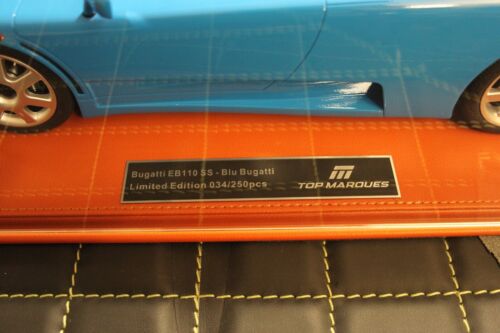 Bugatti EB110 SS - Blu Bugatti
Limited Edition 034/250pcs
TOP MARQUES